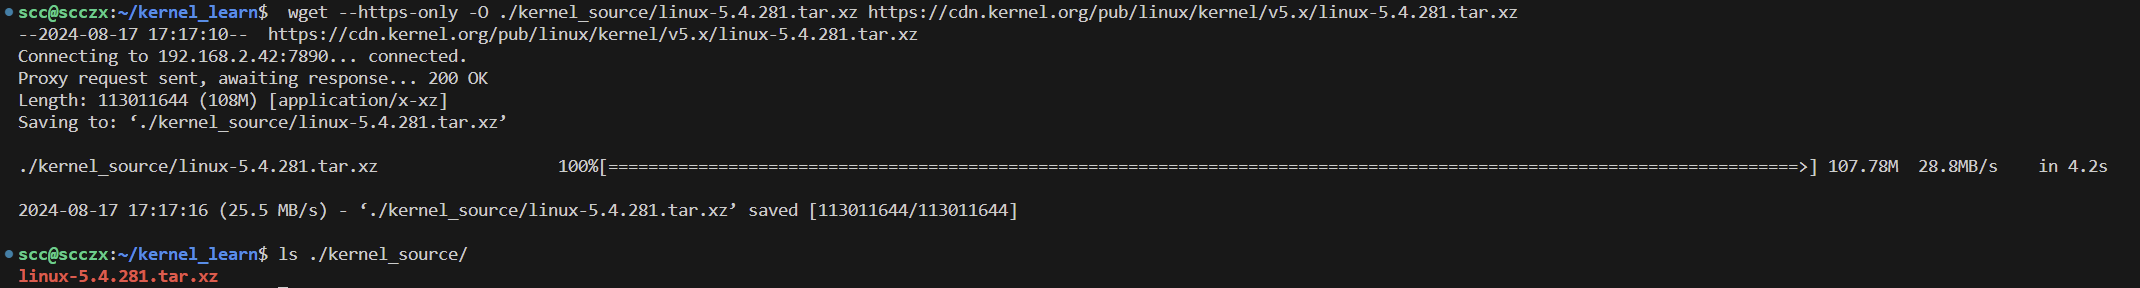 scc@scczx:~/kernel_learn$  wget --https-only -O ./kernel_source/linux-5.4.281.tar.xz https://cdn.kernel.org/pub/linux/kernel/v5.x/linux-5.4.281.tar.xz
--2024-08-17 17:17:10--  https://cdn.kernel.org/pub/linux/kernel/v5.x/linux-5.4.281.tar.xz
Connecting to 192.168.2.42:7890... connected.
Proxy request sent, awaiting response... 200 OK
Length: 113011644 (108M) [application/x-xz]
Saving to: ‘./kernel_source/linux-5.4.281.tar.xz’
./kernel_source/linux-5.4.281.tar.xz                  100%[=======================================================================================================================>] 107.78M  28.8MB/s    in 4.2s
2024-08-17 17:17:16 (25.5 MB/s) - ‘./kernel_source/linux-5.4.281.tar.xz’ saved [113011644/113011644]
scc@scczx:~/kernel_learn$ ls ./kernel_source/
linux-5.4.281.tar.xz